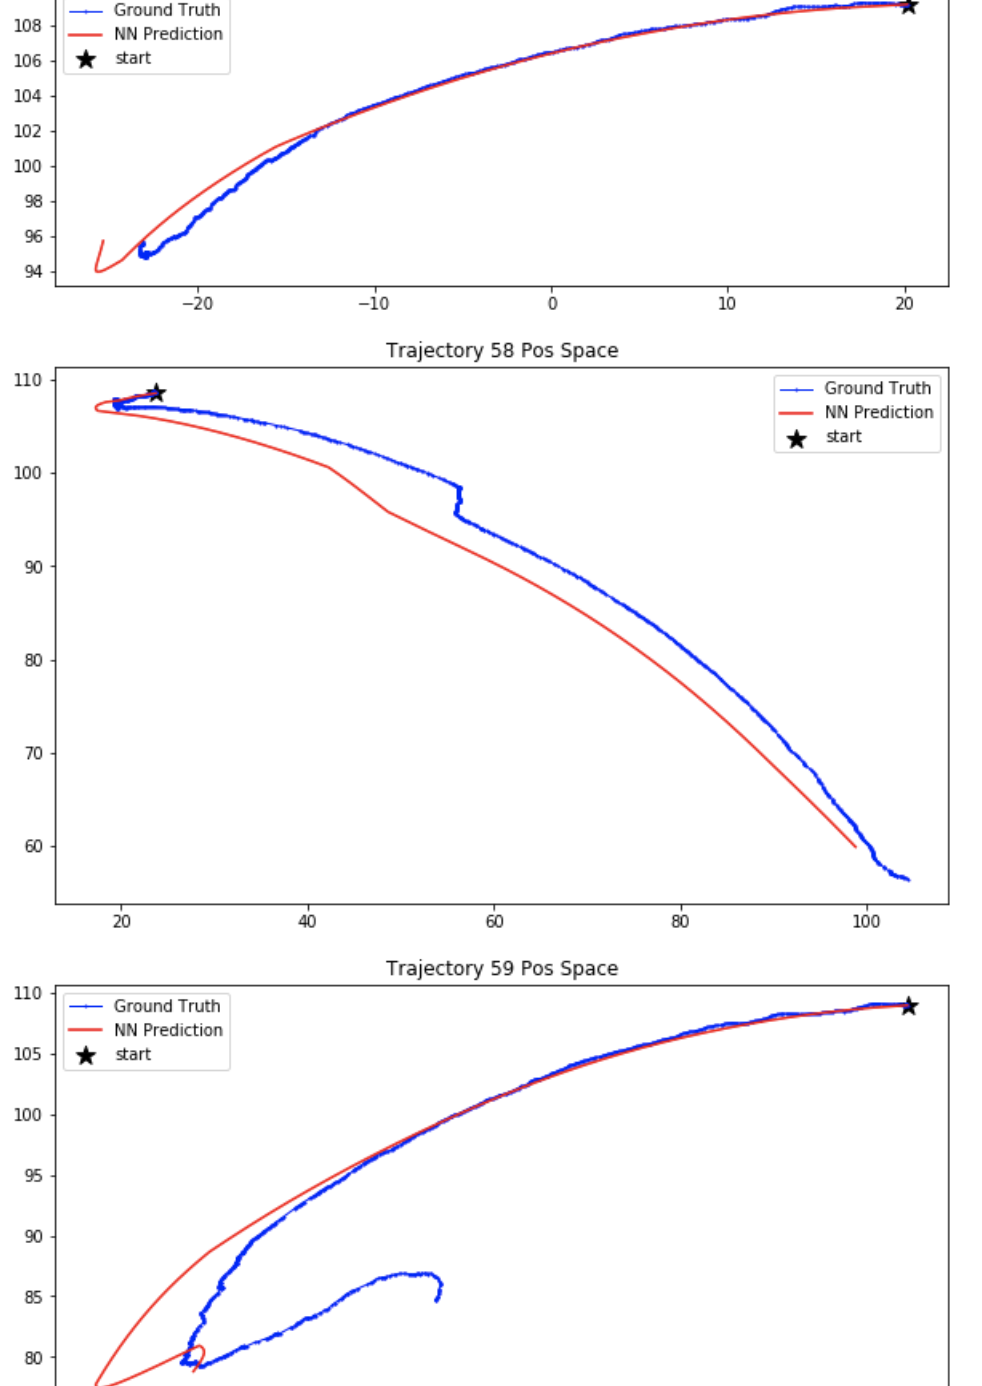 Ground Truth
NN Prediction
start
108
106
104
102
100
98
96
94
−20
−10
0
10
20
Trajectory 58 Pos Space
Ground Truth
NN Prediction
start
110
100
90
80
70
60
20
40
60
80
100
Trajectory 59 Pos Space
Ground Truth
NN Prediction
start
110
105
100
95
90
85
80